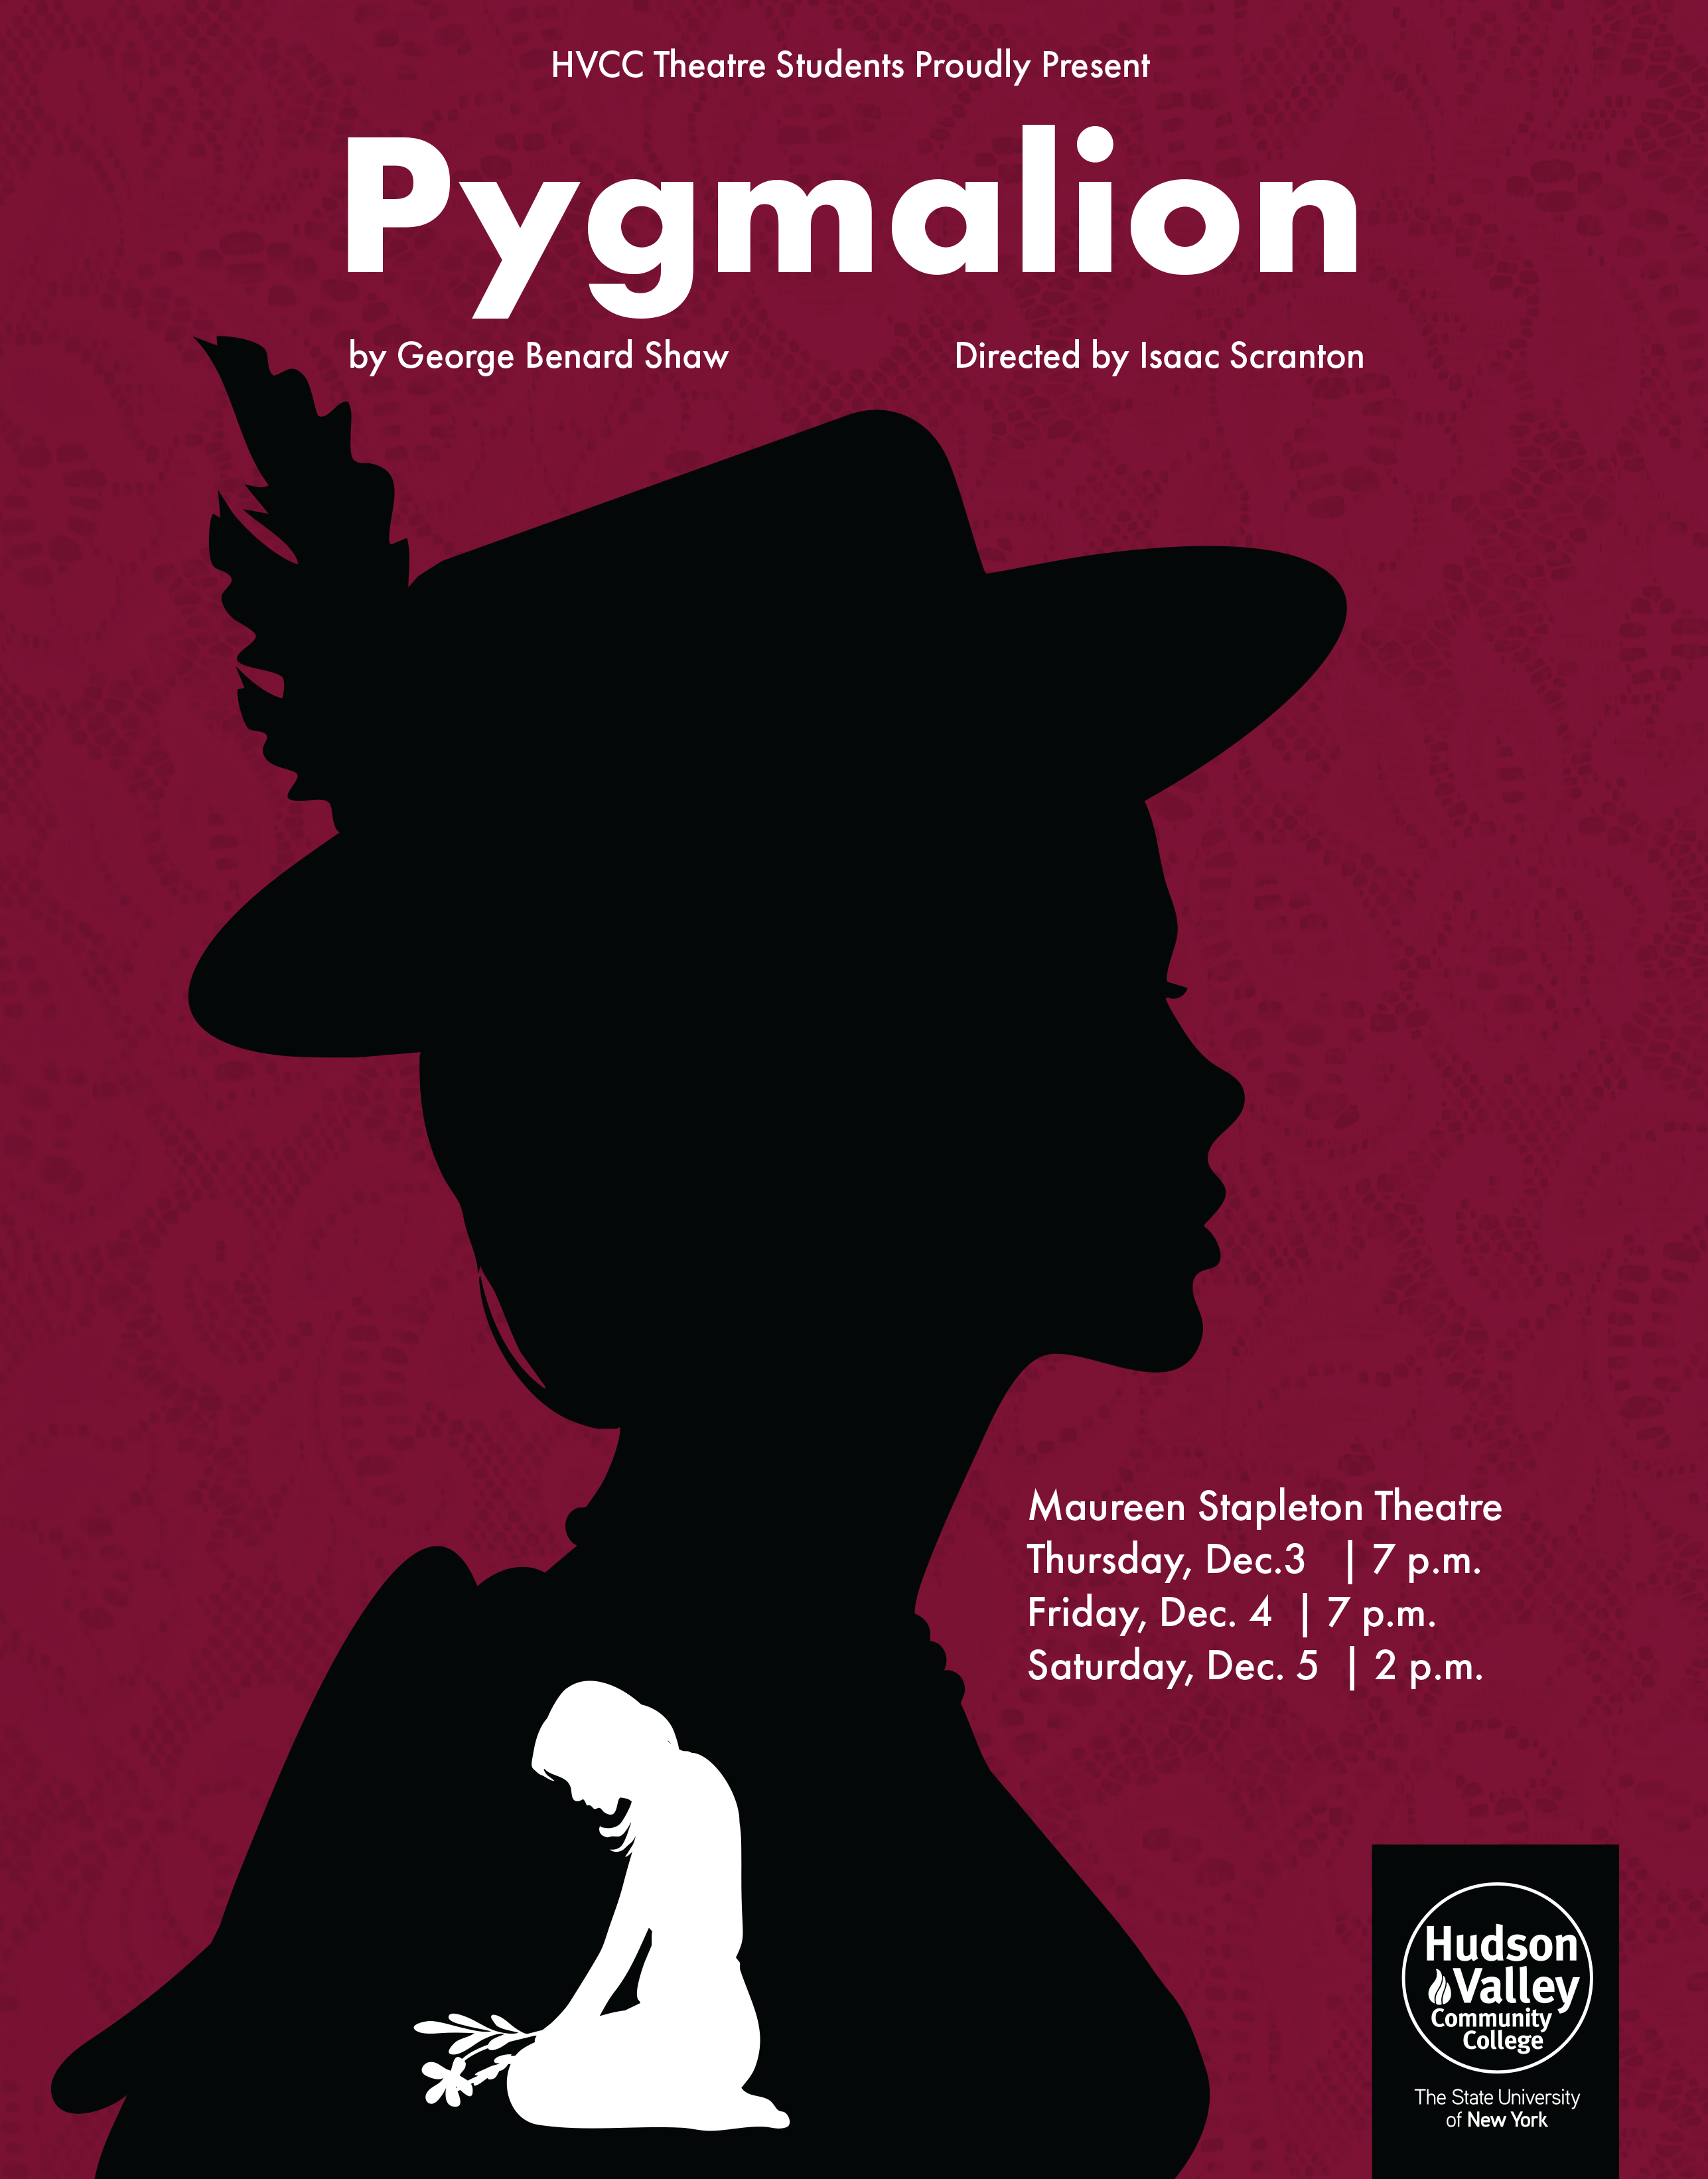 HVCC Theatre Students Proudly Present
Pygmalion
by George Benard Shaw
Directed by Isaac Scranton
Maureen Stapleton Theatre
Thursday, Dec.3 | 7 p.m.
Friday, Dec. 4 | 7 p.m.
Saturday, Dec. 5 | 2 p.m.
Hudson
Valley
Community
College
The State University
of New York